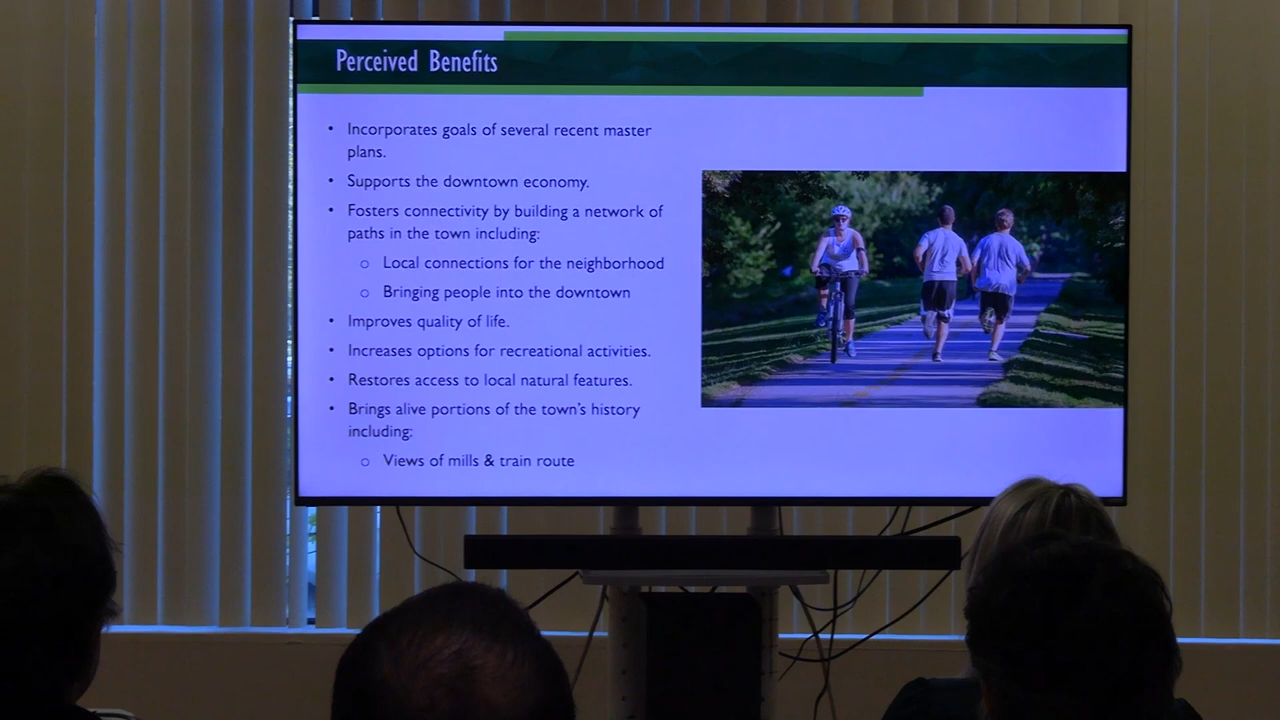 Perceived Benefits
• Incorporates goals of several recent master
plans.
• Supports the downtown economy.
• Fosters connectivity by building a network of
paths in the town including:
o Local connections for the neighborhood
o Bringing people into the downtown
• Improves quality of life.
• Increases options for recreational activities.
• Restores access to local natural features.
• Brings alive portions of the town's history
including:
o Views of mills & train route